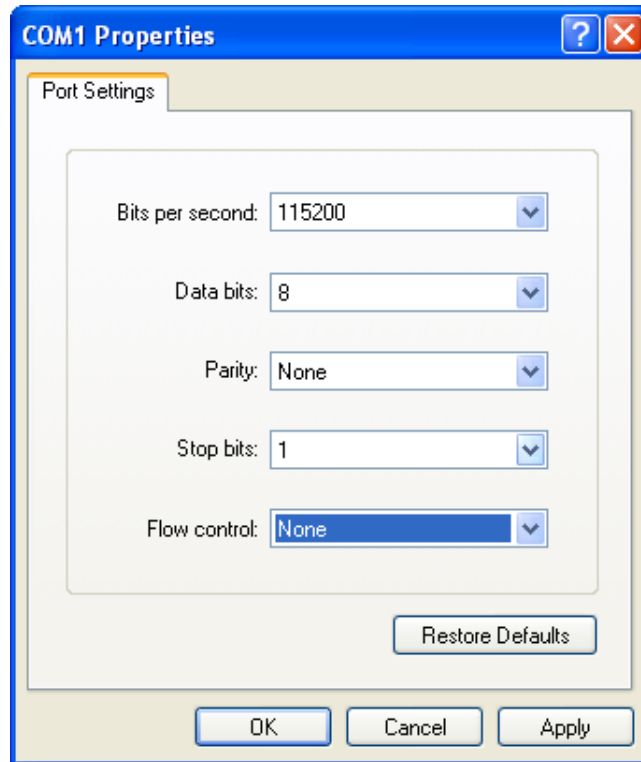 COM1 Properties
Port Settings
Bits per second: 115200
Data bits: 8
Parity: None
Stop bits: 1
Flow control: None
Restore Defaults
OK Cancel Apply